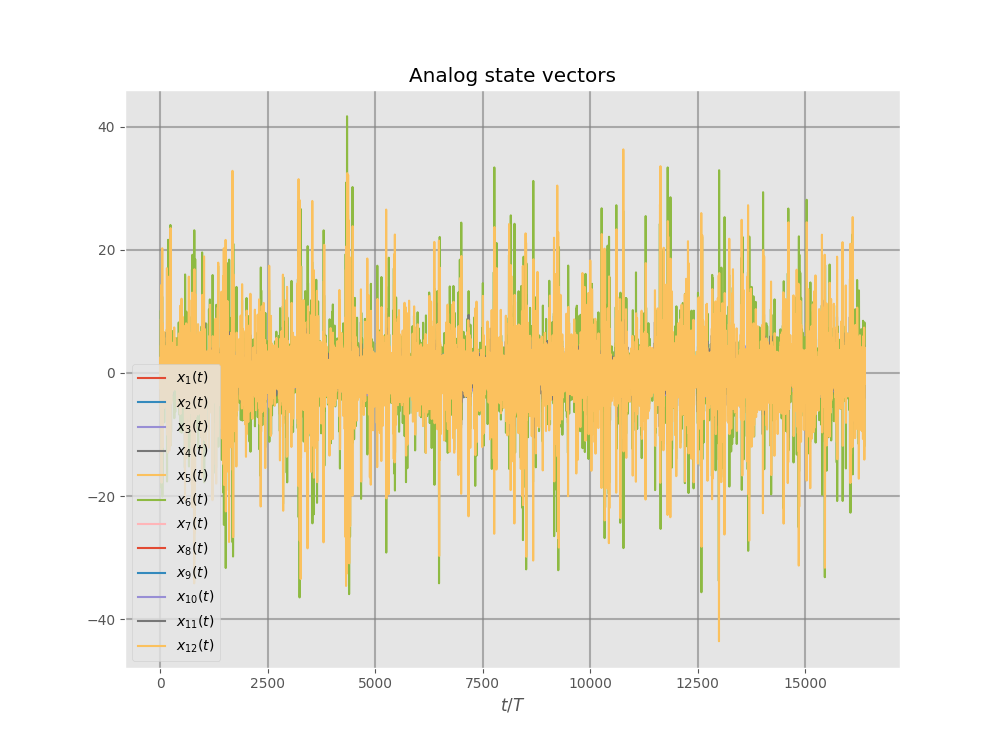 Analog state vectors
40
20
0
−20
−40
x1(t)
x2(t)
x3(t)
x4(t)
x5(t)
x6(t)
x7(t)
x8(t)
x9(t)
x10(t)
x11(t)
x12(t)
0 2500 5000 7500 10000 12500 15000
t/T